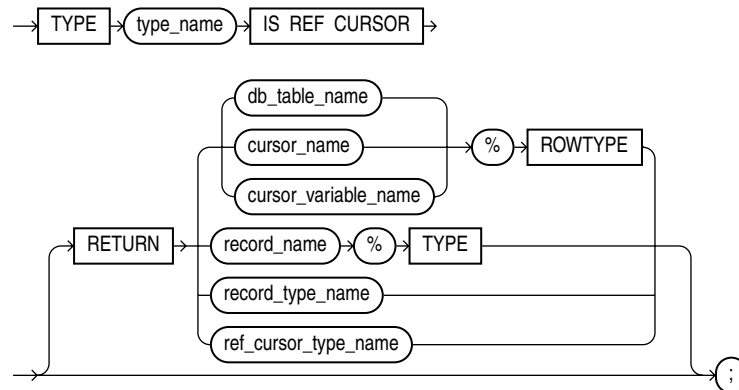 TYPE type_name IS REF CURSOR
db_table_name
cursor_name % ROWTYPE
cursor_variable_name
RETURN record_name % TYPE
record_type_name
ref_cursor_type_name
;